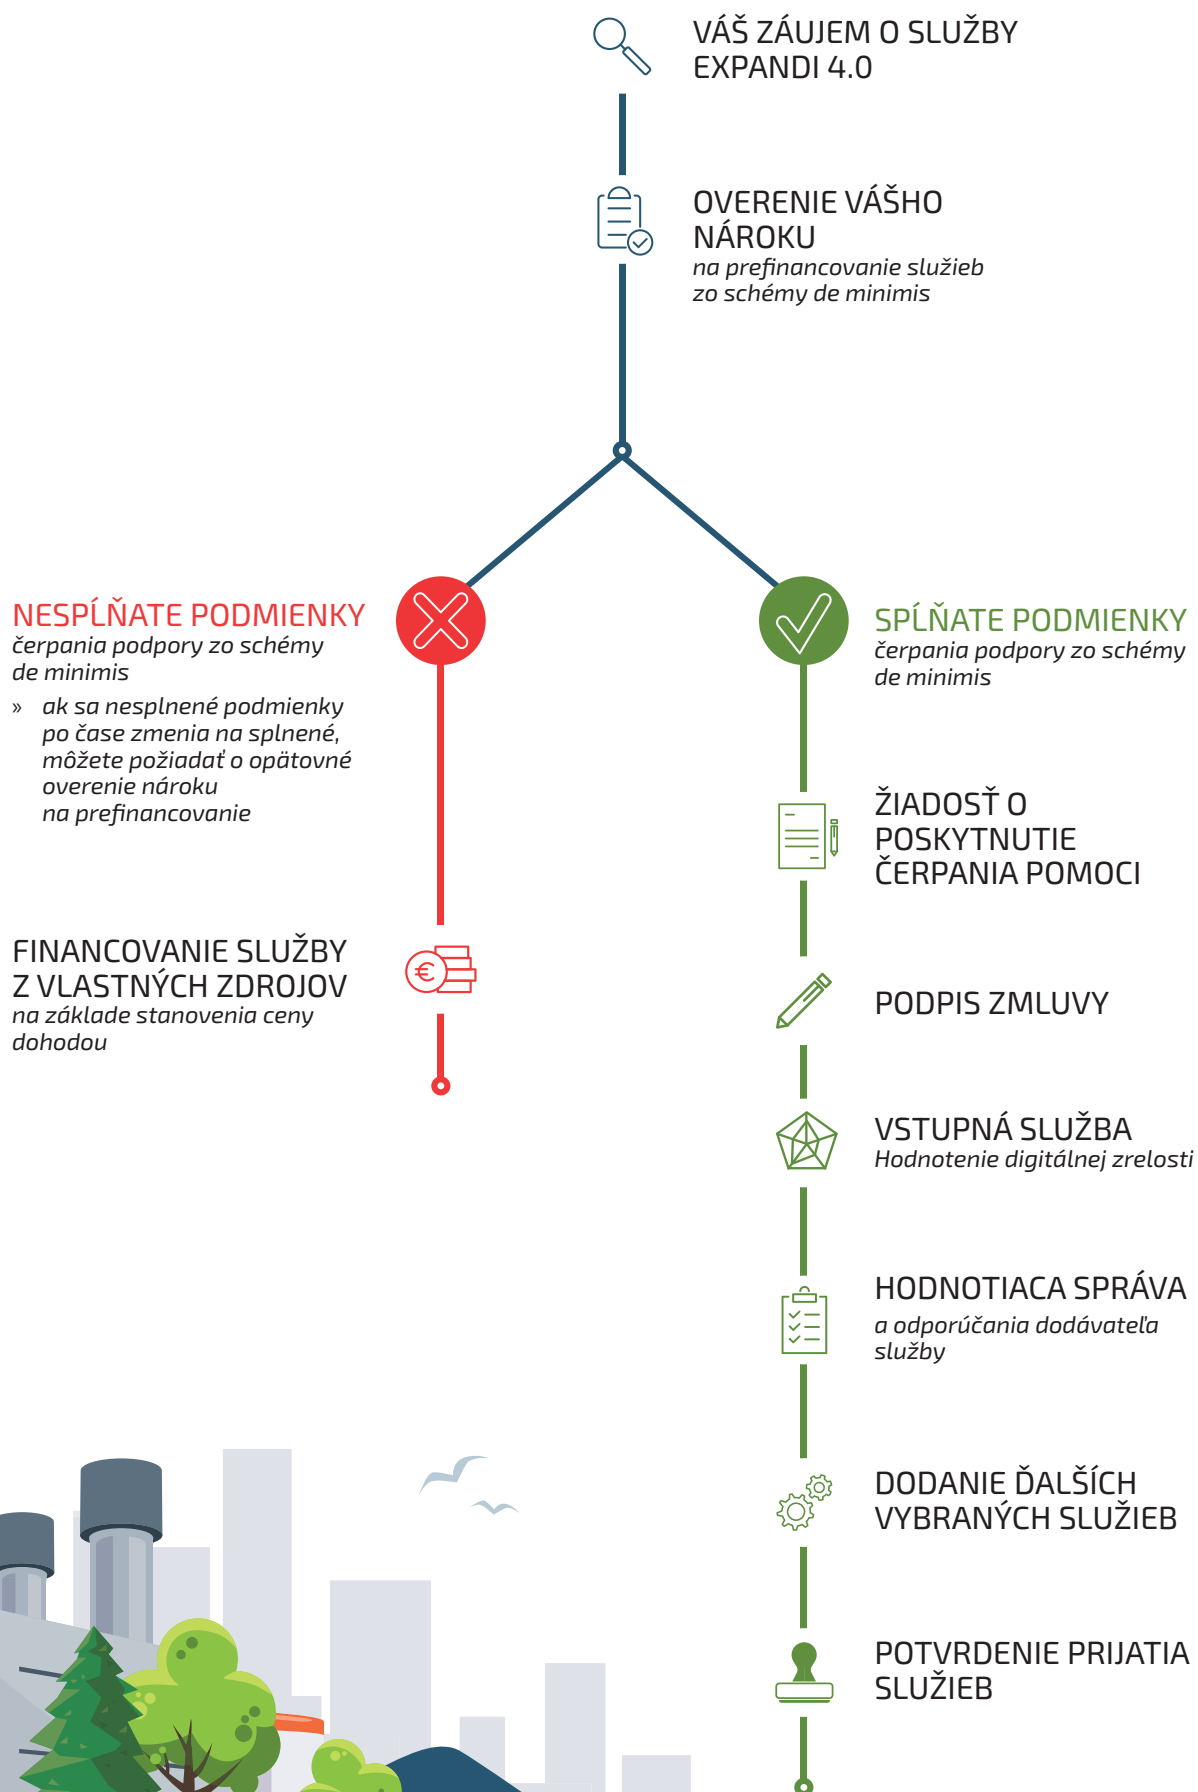 VÁŠ ZÁUJEM O SLUŽBY
EXPANDI 4.0
OVERENIE VÁŠHO
NÁROKU
na prefinancovanie služieb
zo schémy de minimis
NESPĹŇATE PODMIENKY
čerpania podpory zo schémy
de minimis
» ak sa nesplnené podmienky
po čase zmenia na splnené,
môžete požiadať o opätovné
overenie nároku
na prefinancovanie
FINANCOVANIE SLUŽBY
Z VLASTNÝCH ZDROJOV
na základe stanovenia ceny
dohodou
SPĹŇATE PODMIENKY
čerpania podpory zo schémy
de minimis
ŽIADOSŤ O
POSKYTNUTIE
ČERPANIA POMOCI
PODPIS ZMLUVY
VSTUPNÁ SLUŽBA
Hodnotenie digitálnej zrelosti
HODNOTIACA SPRÁVA
a odporúčania dodávateľa
služby
DODANIE ĎALŠÍCH
VYBRANÝCH SLUŽIEB
POTVRDENIE PRIJATIA
SLUŽIEB